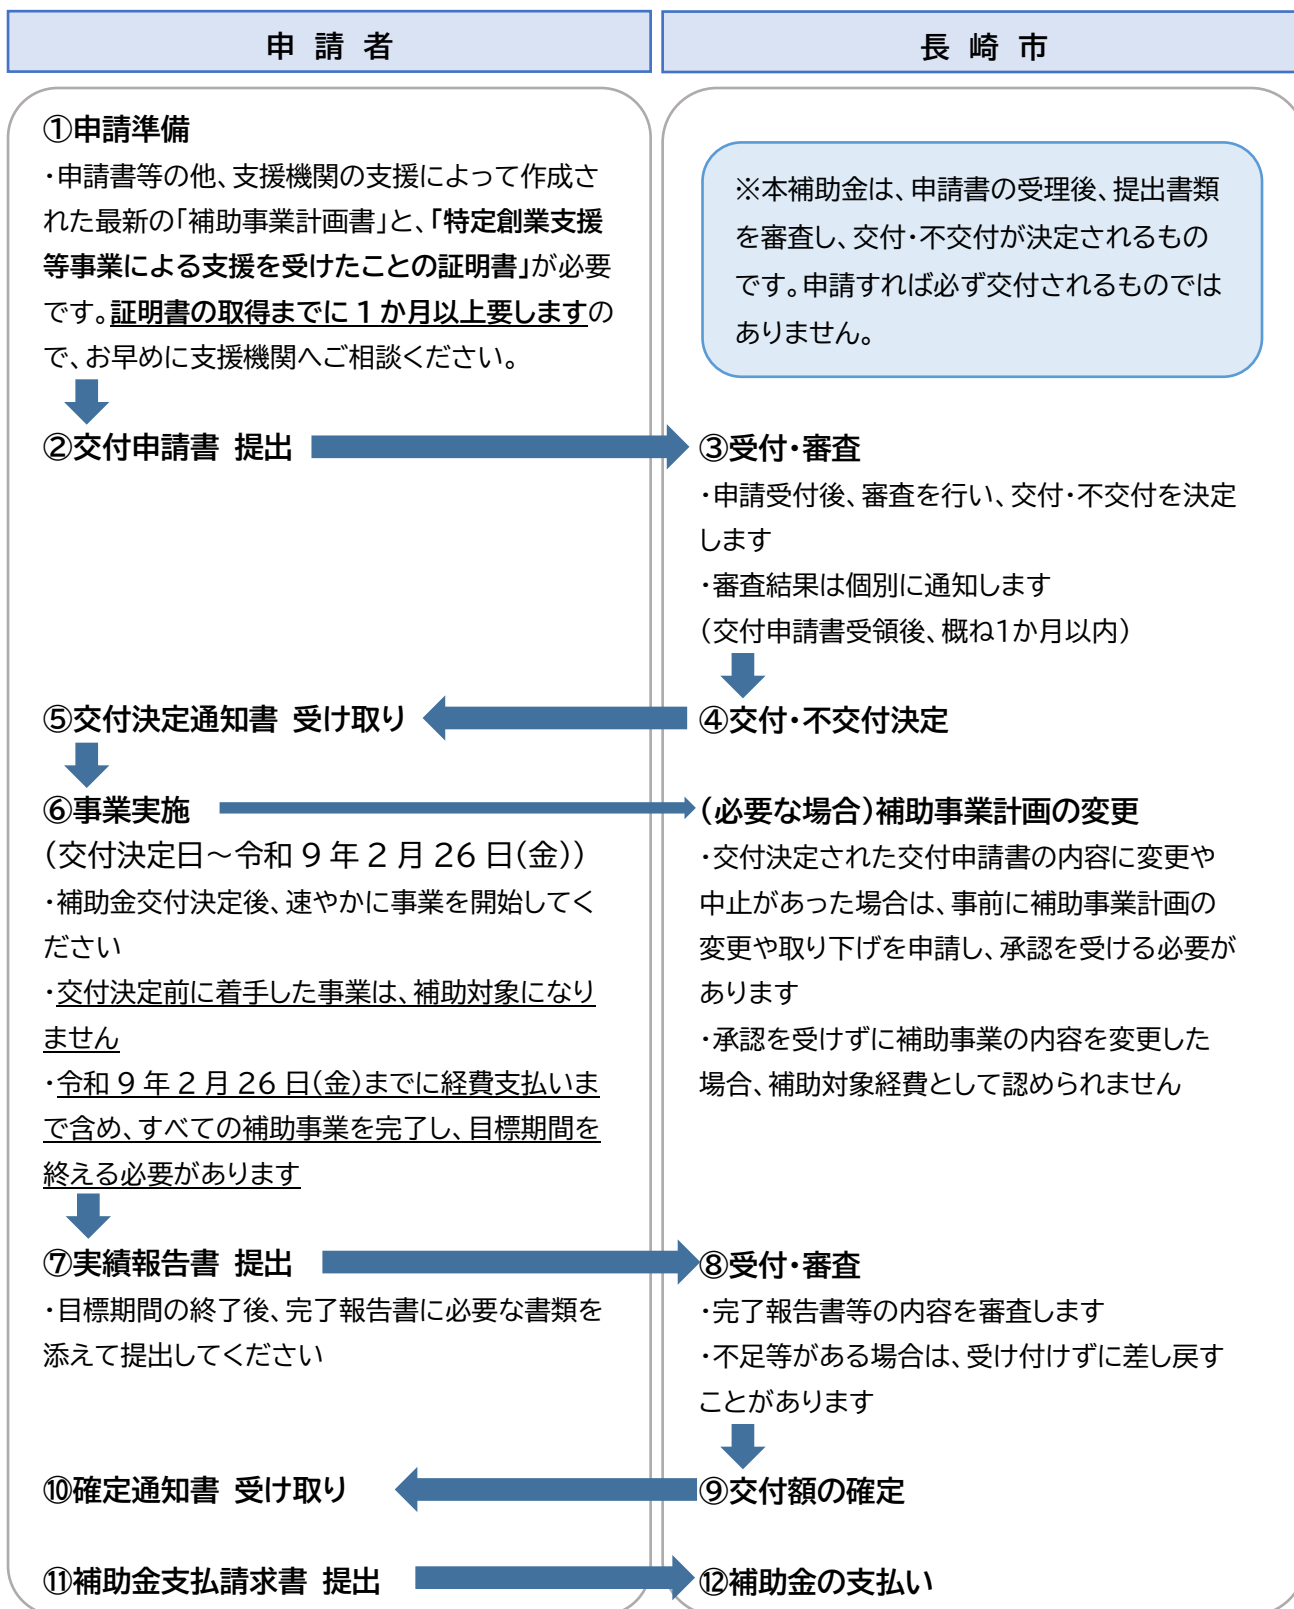 申請者
長崎市
①申請準備
・申請書等の他、支援機関の支援によって作成さ
れた最新の「補助事業計画書」と、「特定創業支援
等事業による支援を受けたことの証明書」が必要
です。証明書の取得までに1か月以上要しますの
で、お早めに支援機関へご相談ください。
※本補助金は、申請書の受理後、提出書類
を審査し、交付・不交付が決定されるもの
です。申請すれば必ず交付されるものでは
ありません。
②交付申請書 提出
③受付・審査
・申請受付後、審査を行い、交付・不交付を決定
します
・審査結果は個別に通知します
(交付申請書受領後、概ね1か月以内)
⑤交付決定通知書 受け取り
④交付・不交付決定
⑥事業実施
(交付決定日～令和9年2月26日(金))
・補助金交付決定後、速やかに事業を開始してく
ださい
・交付決定前に着手した事業は、補助対象になり
ません
・令和9年2月26日(金)までに経費支払いま
で含め、すべての補助事業を完了し、目標期間を
終える必要があります
(必要な場合)補助事業計画の変更
・交付決定された交付申請書の内容に変更や
中止があった場合は、事前に補助事業計画の
変更や取り下げを申請し、承認を受ける必要が
あります
・承認を受けずに補助事業の内容を変更した
場合、補助対象経費として認められません
⑦実績報告書 提出
・目標期間の終了後、完了報告書に必要な書類を
添えて提出してください
⑧受付・審査
・完了報告書等の内容を審査します
・不足等がある場合は、受け付けずに差し戻す
ことがあります
⑩確定通知書 受け取り
⑨交付額の確定
⑪補助金支払請求書 提出
⑫補助金の支払い